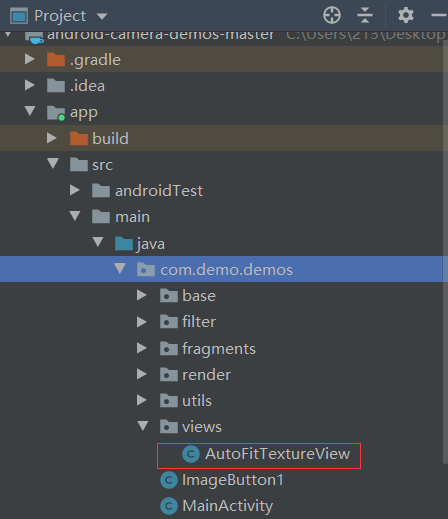 Project
android-camera-demos-master C:\Users\213\Desktop
.gradle
.idea
app
build
src
androidTest
main
java
com.demo.demos
base
filter
fragments
render
utils
views
AutoFitTextureView
ImageButton1
MainActivity